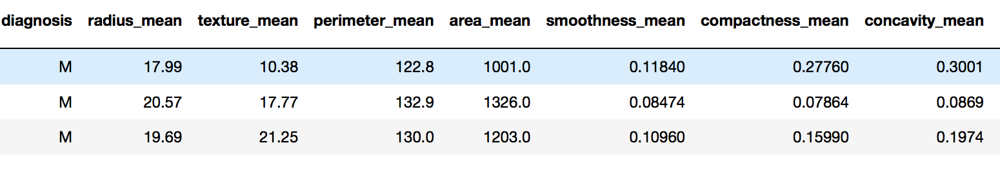 diagnosis radius_mean texture_mean perimeter_mean area_mean smoothness_mean compactness_mean concavity_mean
M 17.99 10.38 122.8 1001.0 0.11840 0.27760 0.3001
M 20.57 17.77 132.9 1326.0 0.08474 0.07864 0.0869
M 19.69 21.25 130.0 1203.0 0.10960 0.15990 0.1974